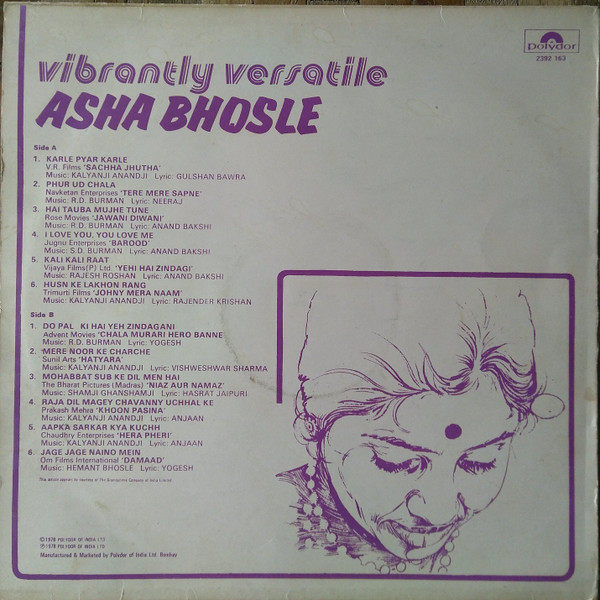 Polydor
2392 163
vibrantly versatile
ASHA BHOSLE
Side A
1. KARLE PYAR KARLE
V.R. Films 'SACHHA JHUTHA'
Music: KALYANJI ANANDJI Lyric: GULSHAN BAWRA
2. PHUR UD CHALA
Navketan Enterprises 'TERE MERE SAPNE'
Music: R.D. BURMAN Lyric: NEERAJ
3. HAI TAUBA MUJHE TUNE
Rose Movies 'JAWANI DIWANI'
Music: R.D. BURMAN Lyric: ANAND BAKSHI
4. I LOVE YOU, YOU LOVE ME
Jugnu Enterprises 'BAROOD'
Music: S.D. BURMAN Lyric: ANAND BAKSHI
5. KALI KALI RAAT
Vijaya Films(P) Ltd. 'YEHI HAI ZINDAGI'
Music: RAJESH ROSHAN Lyric: ANAND BAKSHI
6. HUSN KE LAKHON RANG
Trimurti Films 'JOHNY MERA NAAM'
Music: KALYANJI ANANDJI Lyric: RAJENDER KRISHAN
Side B
1. DO PAL KI HAI YEH ZINDAGANI
Advent Movies 'CHALA MURARI HERO BANNE'
Music: R.D. BURMAN Lyric: YOGESH
2. 'MERE NOOR KE CHARCHE
Sunil Arts 'HATYARA'
Music: KALYANJI ANANDJI Lyric: VISHWESHWAR SHARMA
3. MOHABBAT SUB KE DIL MEN HAI
The Bharat Pictures (Madras) 'NIAZ AUR NAMAZ'
Music: SHAMJI GHANSHAMJI Lyric: HASRAT JAIPURI
4. RAJA DIL MAGEY CHAVANNY UCHHAL KE
Prakash Mehra 'KHOON PASINA'
Music: KALYANJI ANANDJI Lyric: ANJAAN
5. AAPKA SARKAR KYA KUCHH
Chaudhry Enterprises 'HERA PHERI'
Music: KALYANJI ANANDJI Lyric: ANJAAN
6 JAGE JAGE NAINO MEIN
Om Films International 'DAMAAD'
Music: HEMANT BHOSLE Lyric: YOGESH
© 1978 POLYDOR OF INDIA LTD
℗ 1978 POLYDOR OF INDIA LTD
Manufactured & Marketed by Polydor of India Ltd. Bombay